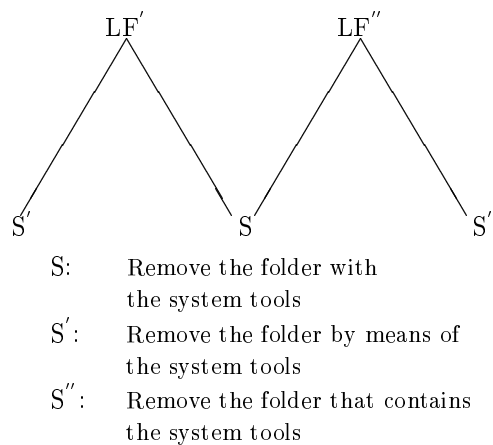 LF′ LF′′
S′ S S′
S: Remove the folder with
the system tools
S′: Remove the folder by means of
the system tools
S′′: Remove the folder that contains
the system tools